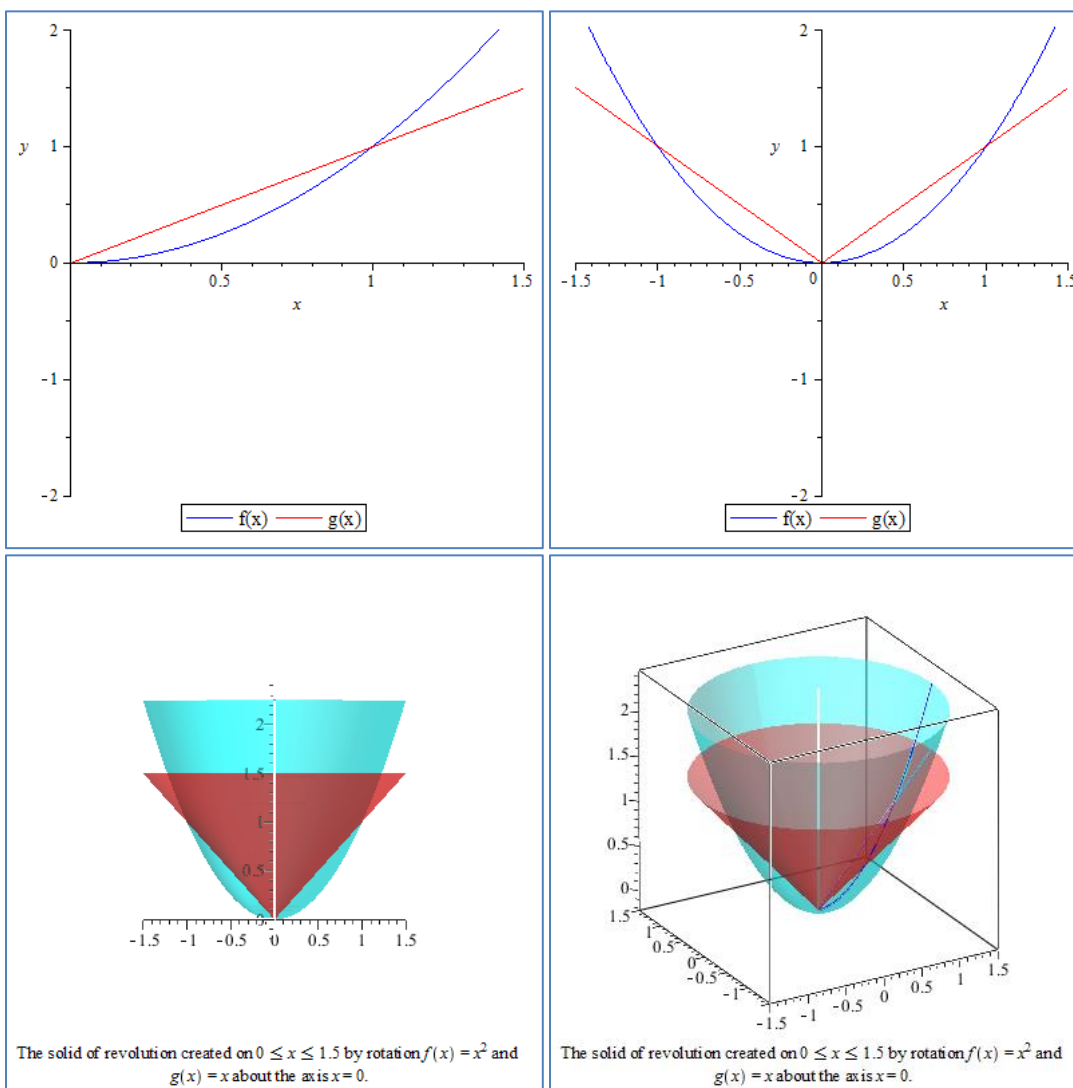 2
y
1
0
0.5
1
1.5
x
-1
-2
f(x) g(x)
2
y
1
-1.5 -1 -0.5 0 0.5 1 1.5
x
-1
-2
f(x) g(x)
2
1.5
1
0.5
0
-1.5 -1 -0.5 0 0.5 1 1.5
The solid of revolution created on 0 ≤ x ≤ 1.5 by rotation f(x) = x² and
g(x) = x about the axis x = 0.
2
1.5
1
0.5
0
1.5 1 0.5 0 -0.5 -1 -1.5 -1 -0.5 0 0.5 1 1.5
The solid of revolution created on 0 ≤ x ≤ 1.5 by rotation f(x) = x² and
g(x) = x about the axis x = 0.